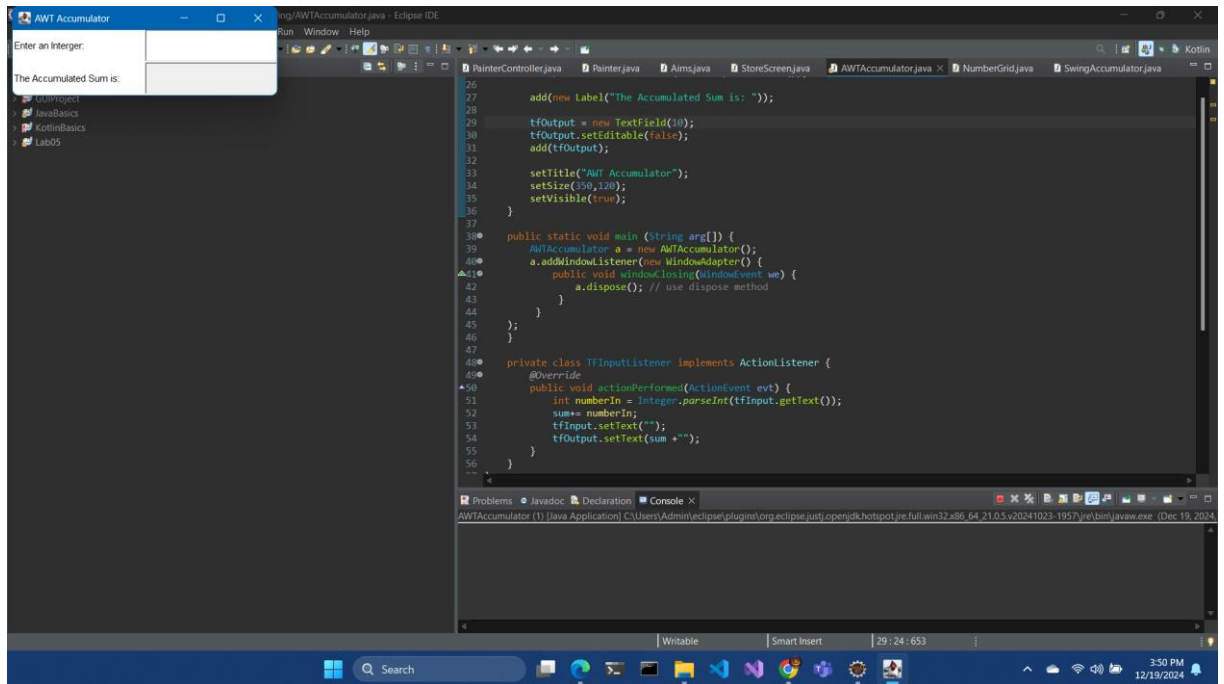 AWT Accumulator
ing/AWTAccumulator.java - Eclipse IDE
Run Window Help
Enter an Interger:
The Accumulated Sum is:
Kotlin
GUIProject
JavaBasics
KotlinBasics
Lab05
PainterController.java Painter.java Aims.java StoreScreen.java AWTAccumulator.java NumberGrid.java SwingAccumulator.java
26
27 add(new Label("The Accumulated Sum is: "));
28
29 tfOutput = new TextField(10);
30 tfOutput.setEditable(false);
31 add(tfOutput);
32
33 setTitle("AWT Accumulator");
34 setSize(350,120);
35 setVisible(true);
36 }
37
38 public static void main (String arg[]) {
39 AWTAccumulator a = new AWTAccumulator();
40 a.addWindowListener(new WindowAdapter() {
41 public void windowClosing(WindowEvent we) {
42 a.dispose(); // use dispose method
43 }
44 }
45 );
46 }
47
48 private class TFInputListener implements ActionListener {
49 @Override
50 public void actionPerformed(ActionEvent evt) {
51 int numberIn = Integer.parseInt(tfInput.getText());
52 sum+= numberIn;
53 tfInput.setText("");
54 tfOutput.setText(sum +"");
55 }
56 }
Problems Javadoc Declaration Console
AWTAccumulator (1) [Java Application] C:\Users\Admin\eclipse\plugins\org.eclipse.justj.openjdk.hotspot.jre.full.win32.x86_64_21.0.5.v20241023-1957\jre\bin\javaw.exe (Dec 19, 2024,
Writable Smart Insert 29 : 24 : 653
Search
3:50 PM
12/19/2024